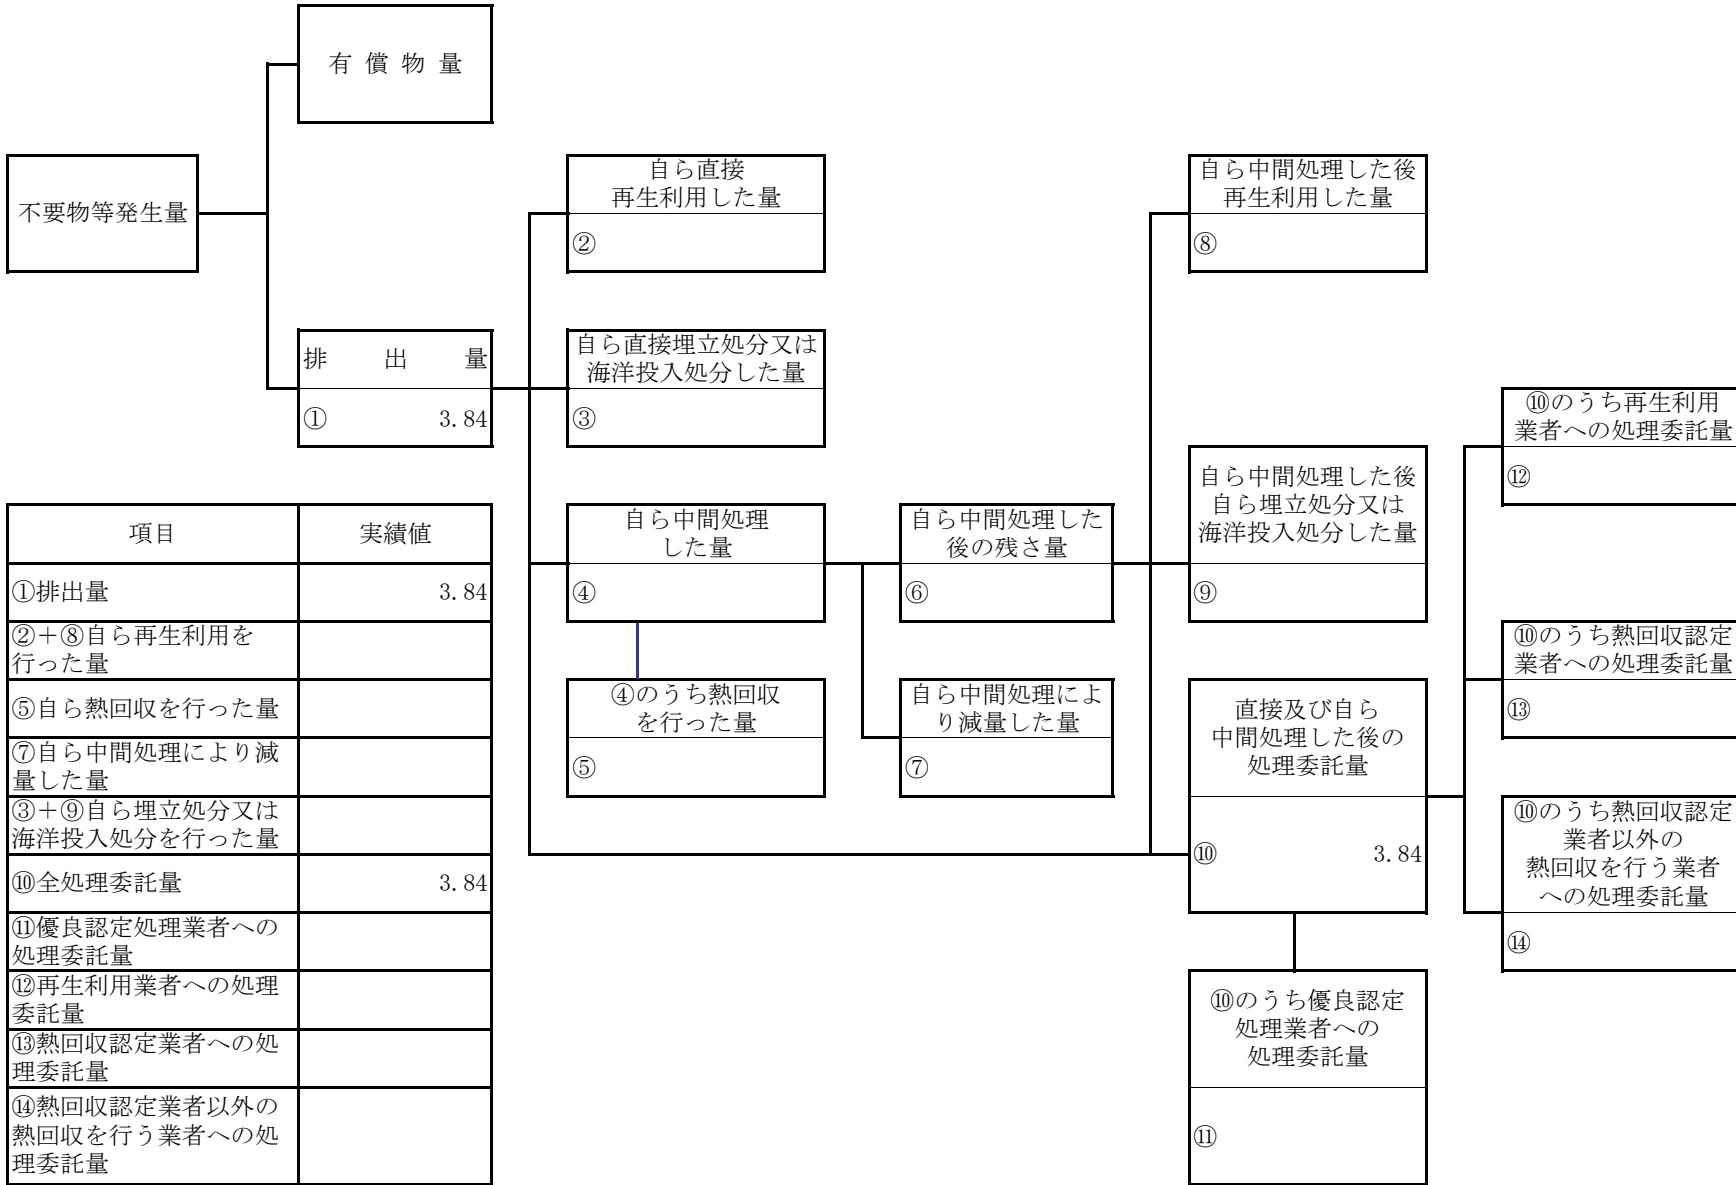 有 償 物 量
不要物等発生量
自ら直接
再生利用した量
②
自ら中間処理した後
再生利用した量
⑧
排 出 量
① 3.84
自ら直接埋立処分又は
海洋投入処分した量
③
⑩のうち再生利用
業者への処理委託量
⑫
自ら中間処理した後
自ら埋立処分又は
海洋投入処分した量
⑨
自ら中間処理
した量
④
自ら中間処理した
後の残さ量
⑥
⑩のうち熱回収認定
業者への処理委託量
⑬
④のうち熱回収
を行った量
⑤
自ら中間処理によ
り減量した量
⑦
直接及び自ら
中間処理した後の
処理委託量
⑩ 3.84
⑩のうち熱回収認定
業者以外の
熱回収を行う業者
への処理委託量
⑭
⑩のうち優良認定
処理業者への
処理委託量
⑪
項目 実績値
①排出量 3.84
②+⑧自ら再生利用を
行った量
⑤自ら熱回収を行った量
⑦自ら中間処理により減
量した量
③+⑨自ら埋立処分又は
海洋投入処分を行った量
⑩全処理委託量 3.84
⑪優良認定処理業者への
処理委託量
⑫再生利用業者への処理
委託量
⑬熱回収認定業者への処
理委託量
⑭熱回収認定業者以外の
熱回収を行う業者への処
理委託量